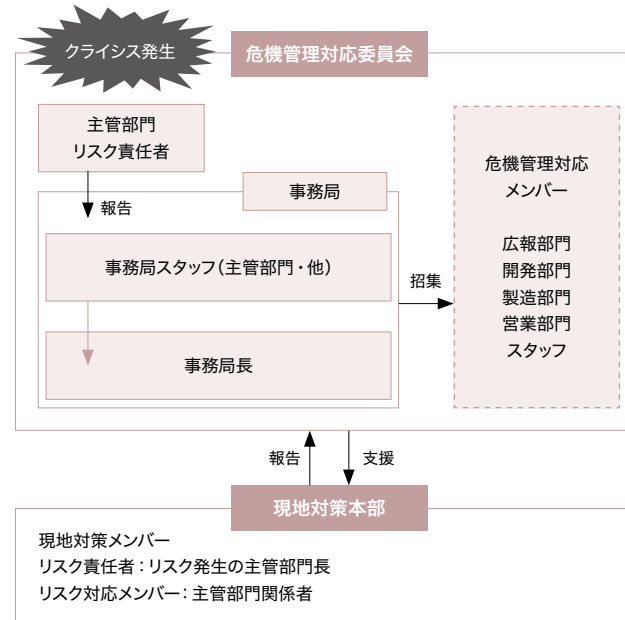 クライシス発生
危機管理対応委員会
主管部門
リスク責任者
報告
事務局
事務局スタッフ(主管部門・他)
事務局長
招集
危機管理対応
メンバー
広報部門
開発部門
製造部門
営業部門
スタッフ
報告
支援
現地対策本部
現地対策メンバー
リスク責任者：リスク発生の主管部門長
リスク対応メンバー：主管部門関係者